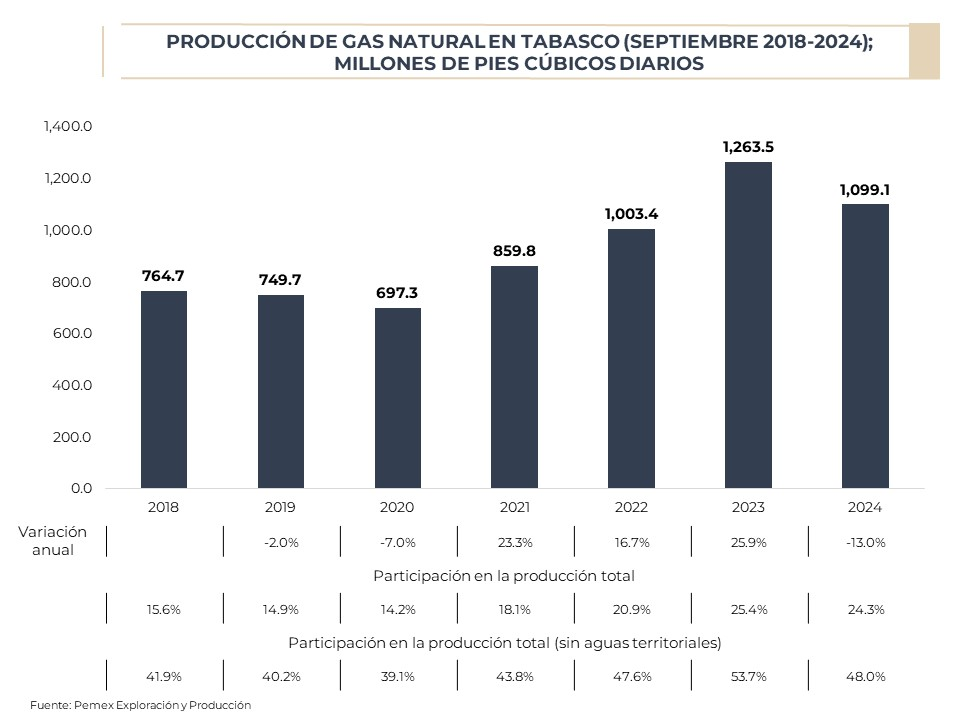 PRODUCCIÓN DE GAS NATURAL EN TABASCO (SEPTIEMBRE 2018-2024);
MILLONES DE PIES CÚBICOS DIARIOS
1,400.0
1,200.0
1,000.0
800.0
600.0
400.0
200.0
0.0
764.7
749.7
697.3
859.8
1,003.4
1,263.5
1,099.1
2018 2019 2020 2021 2022 2023 2024
Variación
anual
-2.0% -7.0% 23.3% 16.7% 25.9% -13.0%
Participación en la producción total
15.6% 14.9% 14.2% 18.1% 20.9% 25.4% 24.3%
Participación en la producción total (sin aguas territoriales)
41.9% 40.2% 39.1% 43.8% 47.6% 53.7% 48.0%
Fuente: Pemex Exploración y Producción